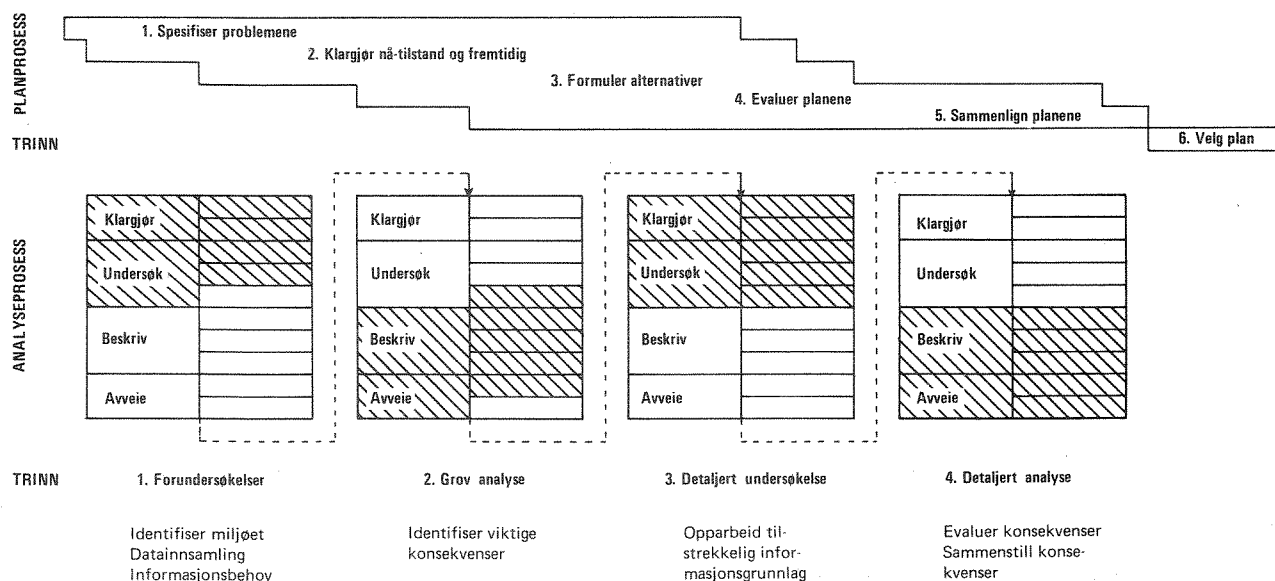 PLANPROSESS
1. Spesifiser problemene
2. Klargjør nå-tilstand og fremtidig
3. Formuler alternativer
4. Evaluer planene
5. Sammenlign planene
6. Velg plan
TRINN
ANALYSEPROSESS
Klargjør
Undersøk
Beskriv
Avveie
Klargjør
Undersøk
Beskriv
Avveie
Klargjør
Undersøk
Beskriv
Avveie
Klargjør
Undersøk
Beskriv
Avveie
TRINN
1. Forundersøkelser
Identifiser miljøet
Datainnsamling
Informasjonsbehov
2. Grov analyse
Identifiser viktige
konsekvenser
3. Detaljert undersøkelse
Opparbeid til-
strekkelig infor-
masjonsgrunnlag
4. Detaljert analyse
Evaluer konsekvenser
Sammenstill konse-
kvenser